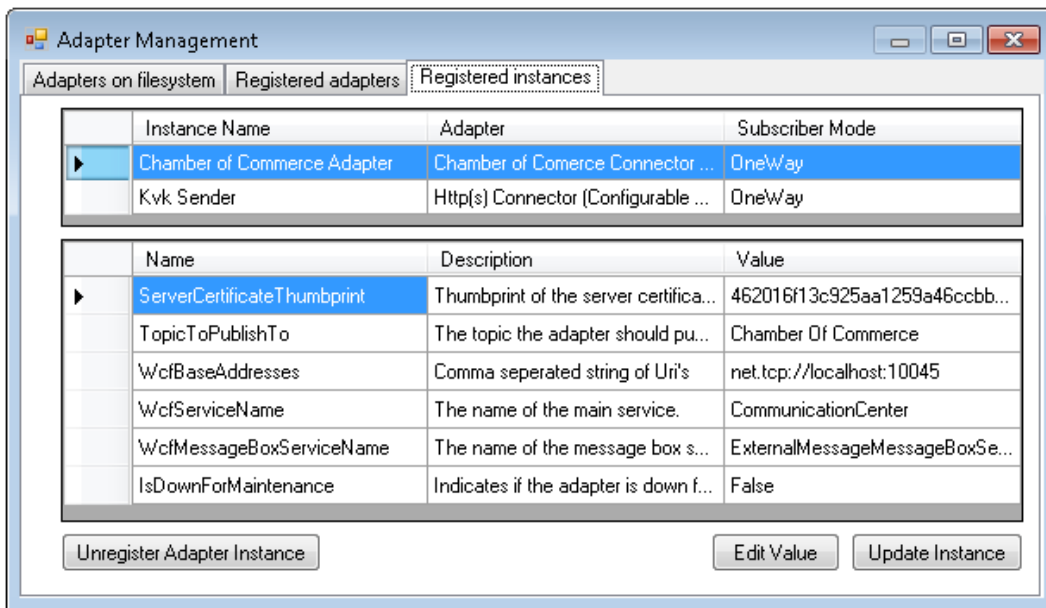 Adapter Management
Adapters on filesystem Registered adapters Registered instances
Instance Name Adapter Subscriber Mode
Chamber of Commerce Adapter Chamber of Comerce Connector ... OneWay
Kvk Sender Http(s) Connector (Configurable ... OneWay
Name Description Value
ServerCertificateThumbprint Thumbprint of the server certifica... 462016f13c925aa1259a46ccbb...
TopicToPublishTo The topic the adapter should pu... Chamber Of Commerce
WcfBaseAddresses Comma seperated string of Uri's net.tcp://localhost:10045
WcfServiceName The name of the main service. CommunicationCenter
WcfMessageBoxServiceName The name of the message box s... ExternalMessageMessageBoxSe...
IsDownForMaintenance Indicates if the adapter is down f... False
Unregister Adapter Instance Edit Value Update Instance